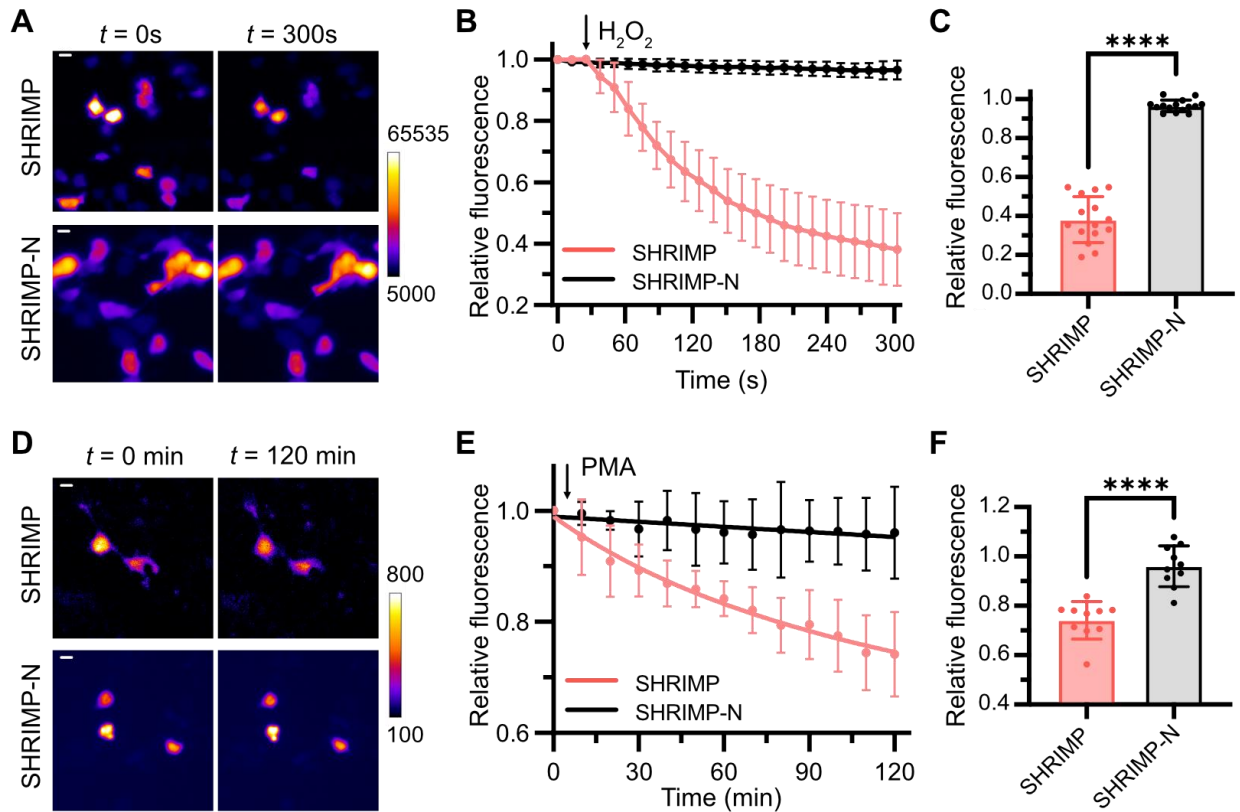 A
t = 0s
t = 300s
SHRIMP
SHRIMP-N
65535
5000
B
H₂O₂
Relative fluorescence
1.0
0.8
0.6
0.4
0.2
SHRIMP
SHRIMP-N
0 60 120 180 240 300
Time (s)
C
****
Relative fluorescence
1.0
0.8
0.6
0.4
0.2
0.0
SHRIMP
SHRIMP-N
D
t = 0 min
t = 120 min
SHRIMP
SHRIMP-N
800
100
E
PMA
Relative fluorescence
1.0
0.8
0.6
SHRIMP
SHRIMP-N
0 30 60 90 120
Time (min)
F
****
Relative fluorescence
1.2
1.0
0.8
0.6
0.4
SHRIMP
SHRIMP-N